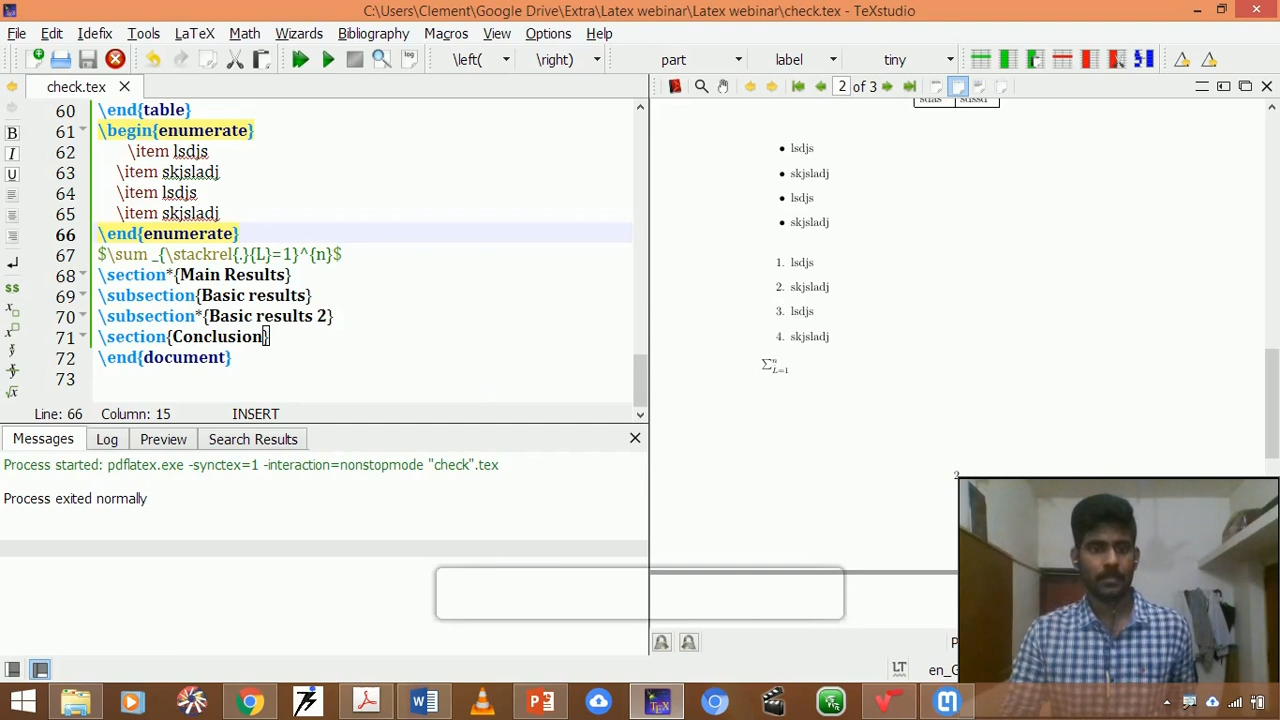 C:\Users\Clement\Google Drive\Extra\Latex webinar\Latex webinar\check.tex - TeXstudio
File Edit Idefix Tools LaTeX Math Wizards Bibliography Macros View Options Help
\left( \right) part label tiny
check.tex
2 of 3
60 \end{table}
61 \begin{enumerate}
62 \item lsdjs
63 \item skjsladj
64 \item lsdjs
65 \item skjsladj
66 \end{enumerate}
67 $\sum _{\stackrel{.}{L}=1}^{n}$
68 \section*{Main Results}
69 \subsection{Basic results}
70 \subsection*{Basic results 2}
71 \section{Conclusion}
72 \end{document}
73
Line: 66 Column: 15 INSERT
Messages Log Preview Search Results
Process started: pdflatex.exe -synctex=1 -interaction=nonstopmode "check".tex
Process exited normally
• lsdjs
• skjsladj
• lsdjs
• skjsladj
1. lsdjs
2. skjsladj
3. lsdjs
4. skjsladj
∑ⁿ L=1
2
LT en_G